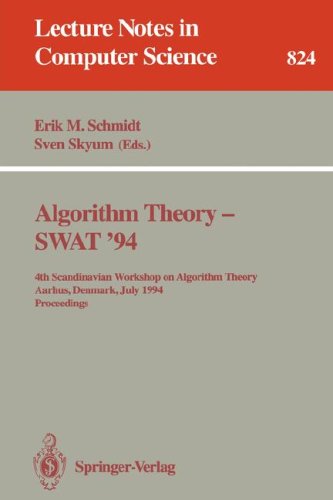 Lecture Notes in
Computer Science
824
Erik M. Schmidt
Sven Skyum (Eds.)
Algorithm Theory –
SWAT '94
4th Scandinavian Workshop on Algorithm Theory
Aarhus, Denmark, July 1994
Proceedings
Springer-Verlag